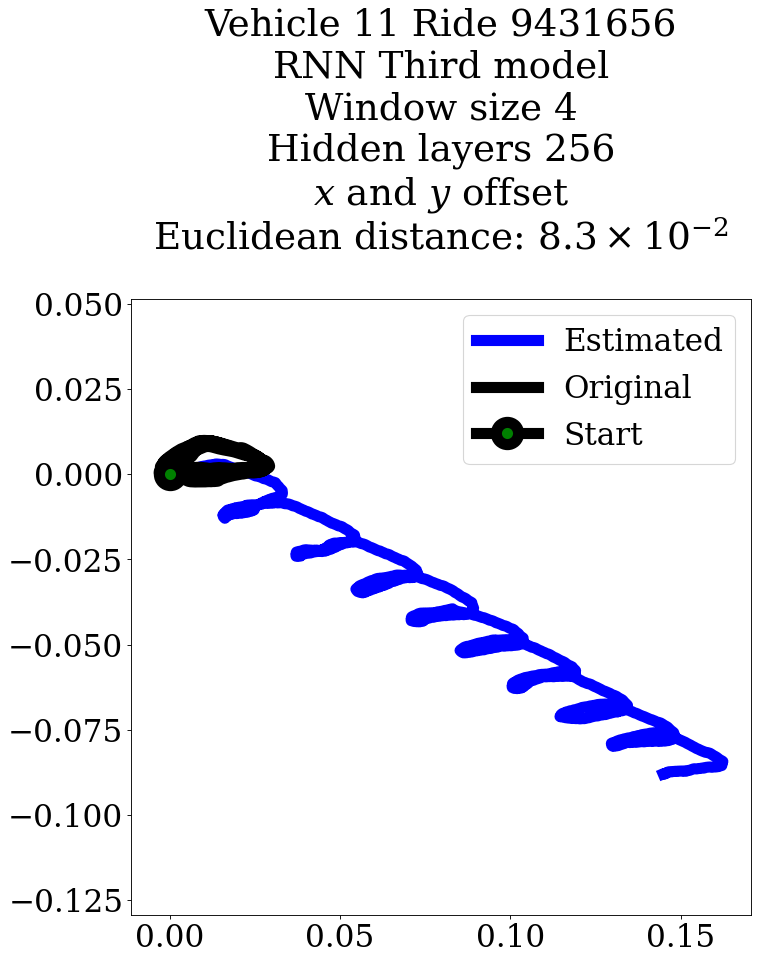 Vehicle 11 Ride 9431656
RNN Third model
Window size 4
Hidden layers 256
x and y offset
Euclidean distance: 8.3 × 10⁻²
Estimated
Original
Start
0.050
0.025
0.000
−0.025
−0.050
−0.075
−0.100
−0.125
0.00 0.05 0.10 0.15